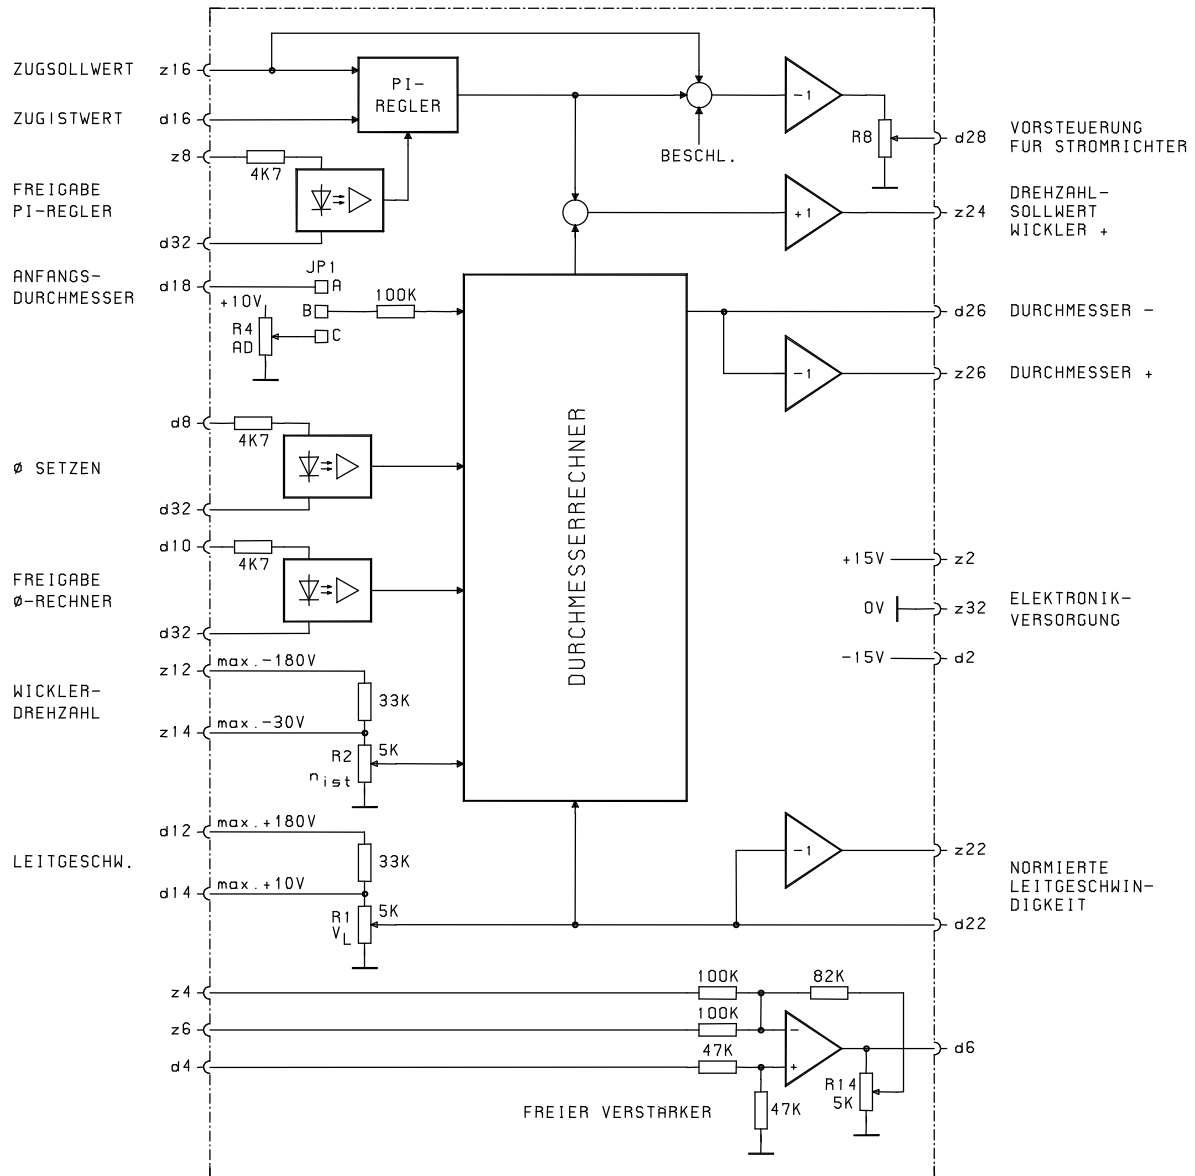 ZUGSOLLWERT z16
PI-
REGLER
-1
ZUGISTWERT d16
R8
d28 VORSTEUERUNG
FUR STROMRICHTER
z8
4K7
BESCHL.
FREIGABE
PI-REGLER
+1
z24
DREHZAHL-
SOLLWERT
WICKLER +
d32
ANFANGS-
DURCHMESSER
d18
JP1
A
+10V
B
100K
R4
AD
C
d26 DURCHMESSER -
-1
z26 DURCHMESSER +
d8
4K7
Ø SETZEN
d32
DURCHMESSERRECHNER
d10
4K7
FREIGABE
Ø-RECHNER
d32
+15V z2
0V z32
ELEKTRONIK-
VERSORGUNG
-15V d2
z12 max.-180V
WICKLER-
DREHZAHL
33K
z14 max.-30V
R2 5K
nist
d12 max.+180V
LEITGESCHW.
33K
d14 max.+10V
R1 5K
VL
-1
z22
NORMIERTE
LEITGESCHWIN-
DIGKEIT
d22
z4
100K
82K
z6
100K
-
d4
47K
+
d6
R14
5K
47K
FREIER VERSTARKER